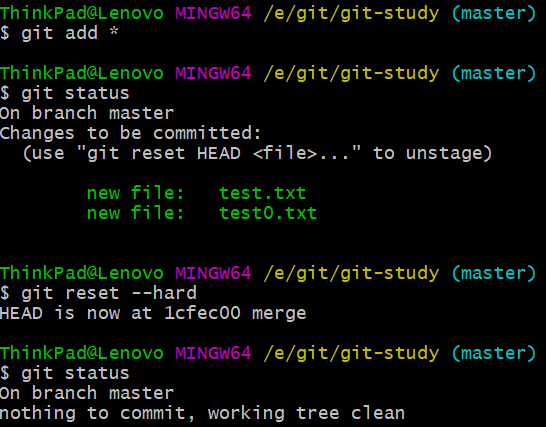 ThinkPad@Lenovo MINGW64 /e/git/git-study (master)
$ git add *
ThinkPad@Lenovo MINGW64 /e/git/git-study (master)
$ git status
On branch master
Changes to be committed:
  (use "git reset HEAD <file>..." to unstage)
        new file:   test.txt
        new file:   test0.txt
ThinkPad@Lenovo MINGW64 /e/git/git-study (master)
$ git reset --hard
HEAD is now at 1cfec00 merge
ThinkPad@Lenovo MINGW64 /e/git/git-study (master)
$ git status
On branch master
nothing to commit, working tree clean